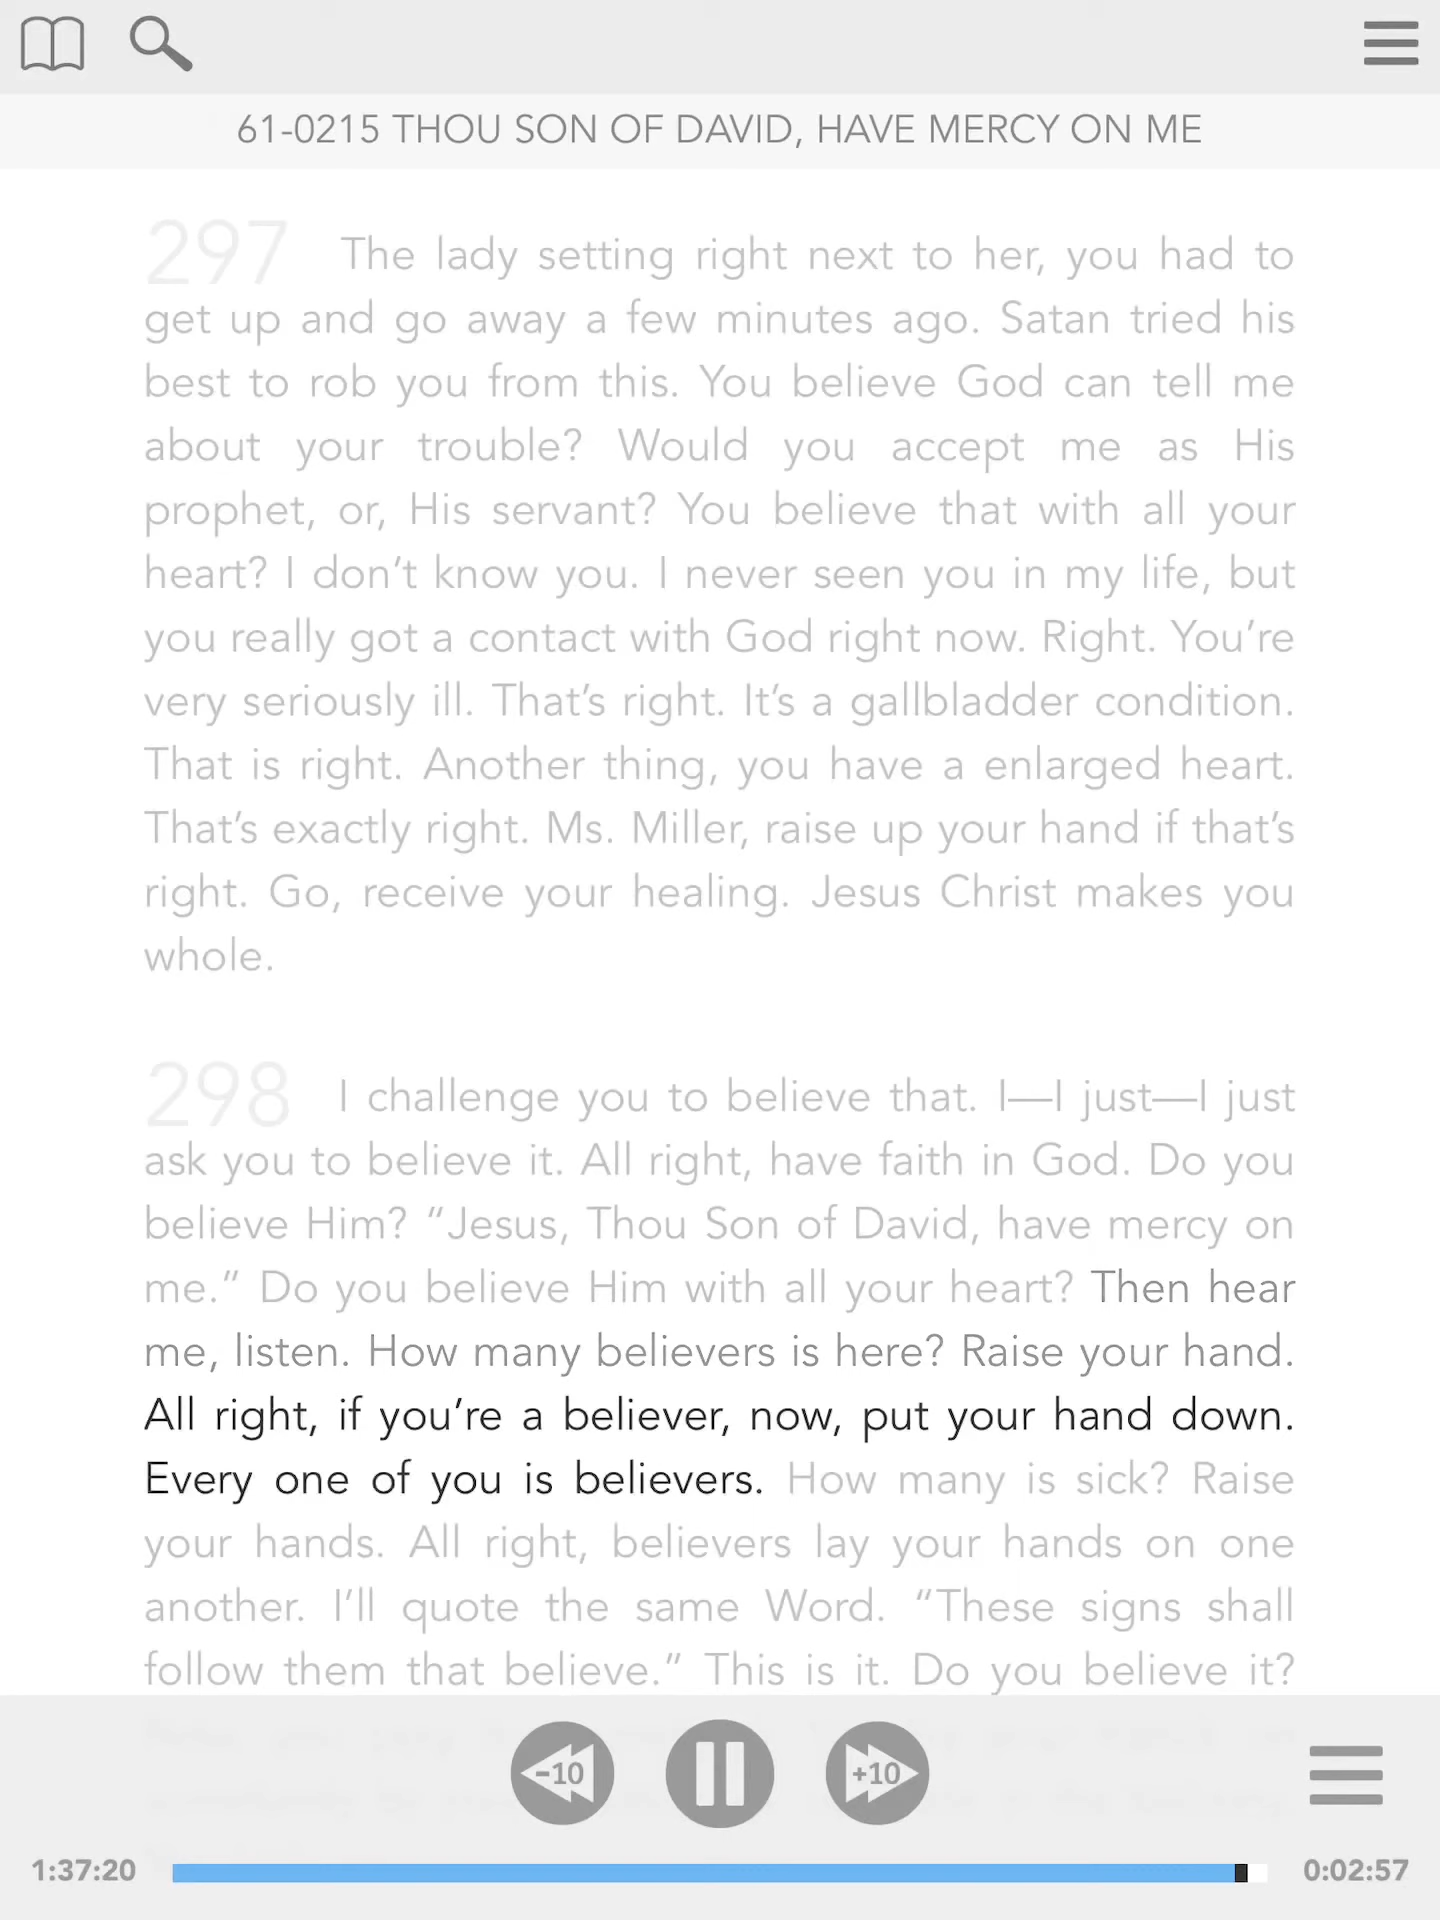 61-0215 THOU SON OF DAVID, HAVE MERCY ON ME
297 The lady setting right next to her, you had to
get up and go away a few minutes ago. Satan tried his
best to rob you from this. You believe God can tell me
about your trouble? Would you accept me as His
prophet, or, His servant? You believe that with all your
heart? I don’t know you. I never seen you in my life, but
you really got a contact with God right now. Right. You’re
very seriously ill. That’s right. It’s a gallbladder condition.
That is right. Another thing, you have a enlarged heart.
That’s exactly right. Ms. Miller, raise up your hand if that’s
right. Go, receive your healing. Jesus Christ makes you
whole.
298 I challenge you to believe that. I—I just—I just
ask you to believe it. All right, have faith in God. Do you
believe Him? “Jesus, Thou Son of David, have mercy on
me.” Do you believe Him with all your heart? Then hear
me, listen. How many believers is here? Raise your hand.
All right, if you’re a believer, now, put your hand down.
Every one of you is believers. How many is sick? Raise
your hands. All right, believers lay your hands on one
another. I’ll quote the same Word. “These signs shall
follow them that believe.” This is it. Do you believe it?
-10 +10
1:37:20 0:02:57